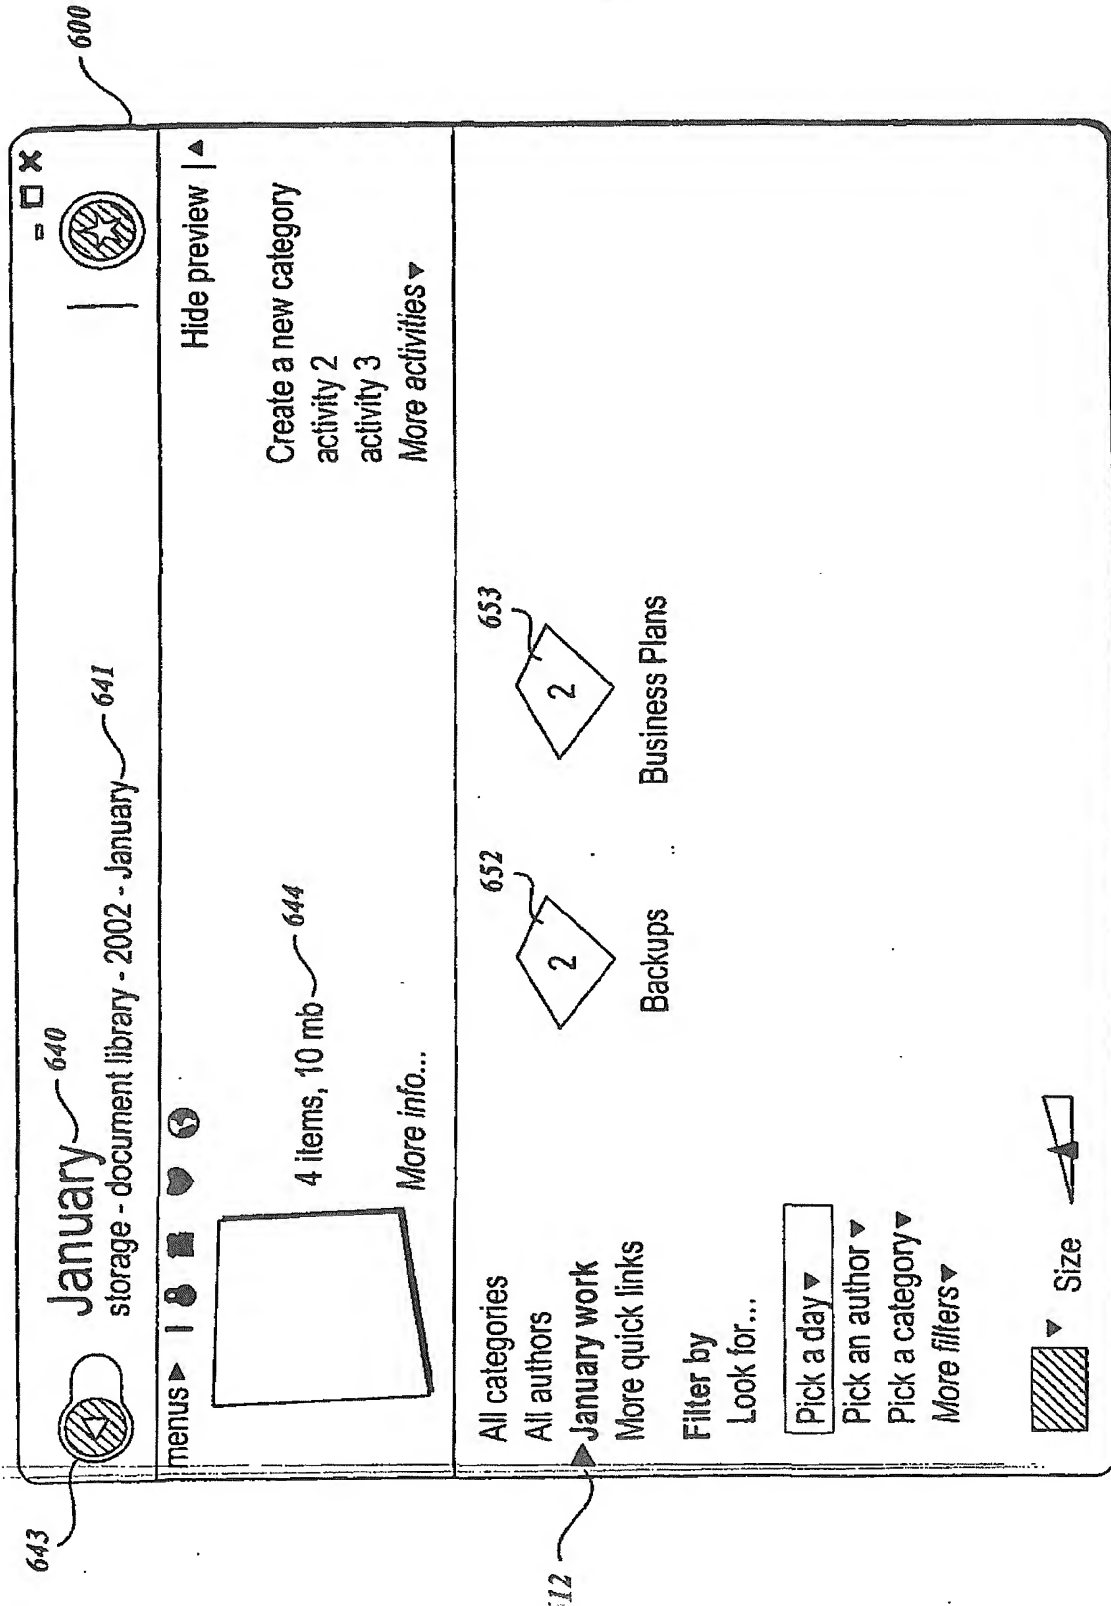 600
643
January 640
storage - document library - 2002 - January 641
menus
Hide preview
4 items, 10 mb 644
More info...
Create a new category
activity 2
activity 3
More activities
All categories
All authors
January work
More quick links
612
Filter by
Look for...
Pick a day
Pick an author
Pick a category
More filters
Size
652
2
Backups
653
2
Business Plans